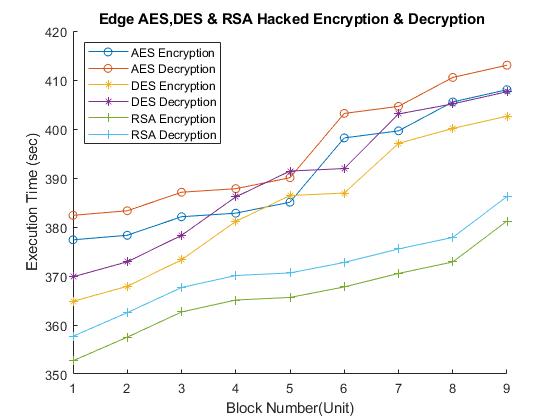 Edge AES,DES & RSA Hacked Encryption & Decryption
420
410
400
390
380
370
360
350
Execution Time (sec)
AES Encryption
AES Decryption
DES Encryption
DES Decryption
RSA Encryption
RSA Decryption
1 2 3 4 5 6 7 8 9
Block Number(Unit)